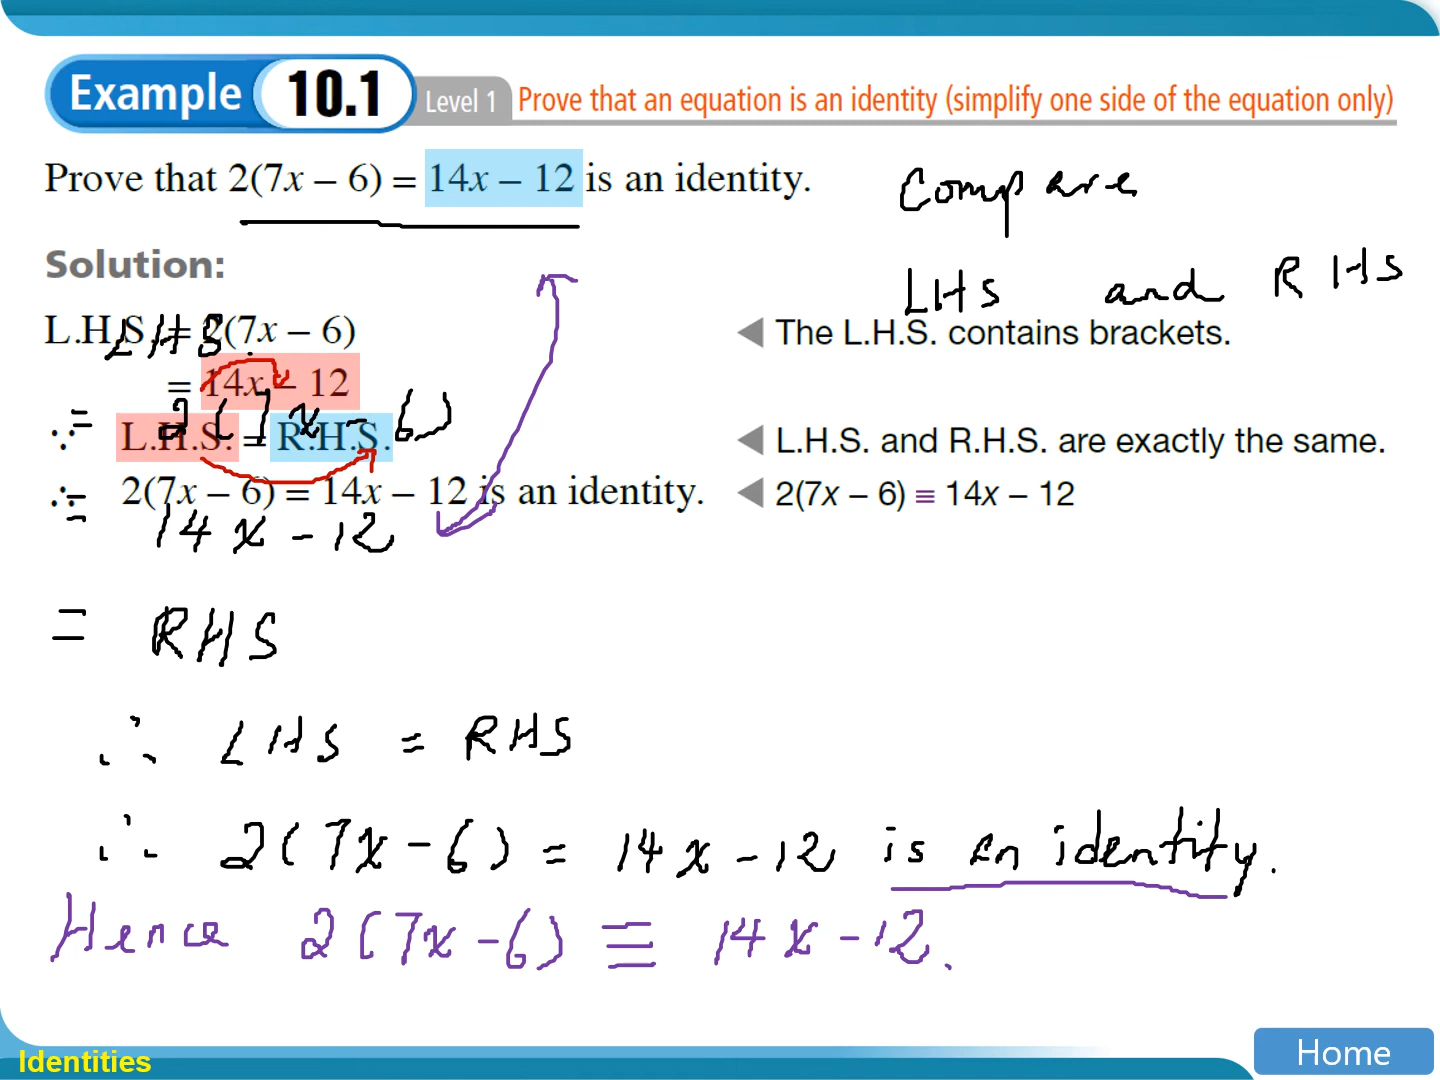 Example 10.1 Level 1 Prove that an equation is an identity (simplify one side of the equation only)
Prove that 2(7x – 6) = 14x – 12 is an identity.
Compare
Solution:
LHS and RHS
L.H.S. = 2(7x – 6)
◀ The L.H.S. contains brackets.
LHS
= 14x – 12
= 2(7x – 6)
∵ L.H.S. = R.H.S.
◀ L.H.S. and R.H.S. are exactly the same.
∴ 2(7x – 6) = 14x – 12 is an identity.
◀ 2(7x – 6) ≡ 14x – 12
= 14x – 12
= RHS
∴ LHS = RHS
∴ 2(7x – 6) = 14x – 12 is an identity.
Hence 2(7x – 6) ≡ 14x – 12.
Identities
Home